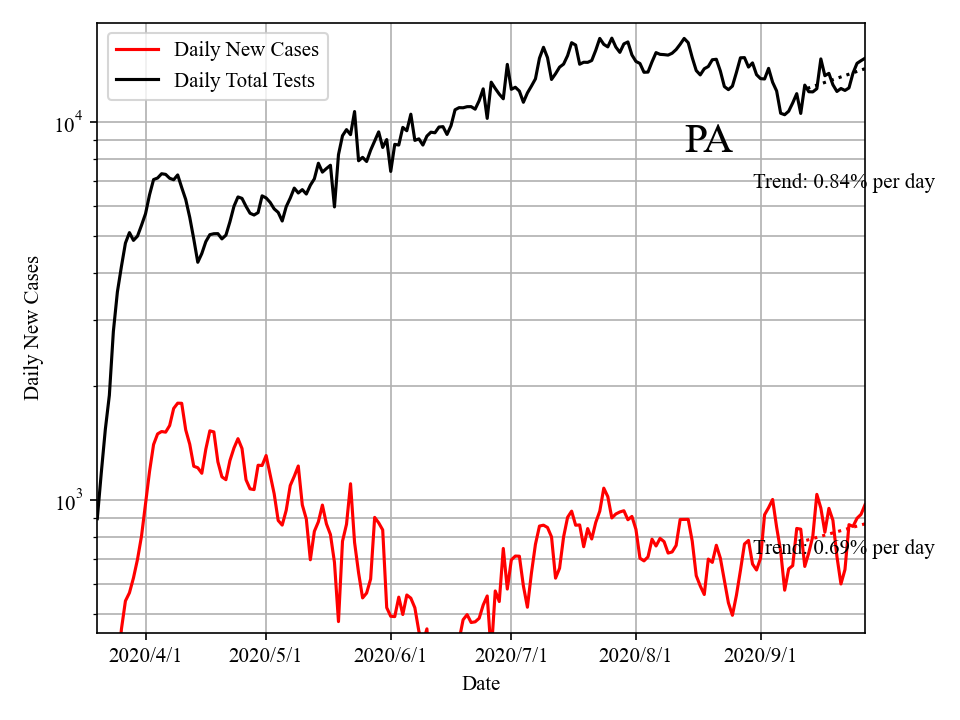 Daily New Cases
Daily Total Tests
10^4
PA
Trend: 0.84% per day
Daily New Cases
10^3
Trend: 0.69% per day
2020/4/1 2020/5/1 2020/6/1 2020/7/1 2020/8/1 2020/9/1
Date